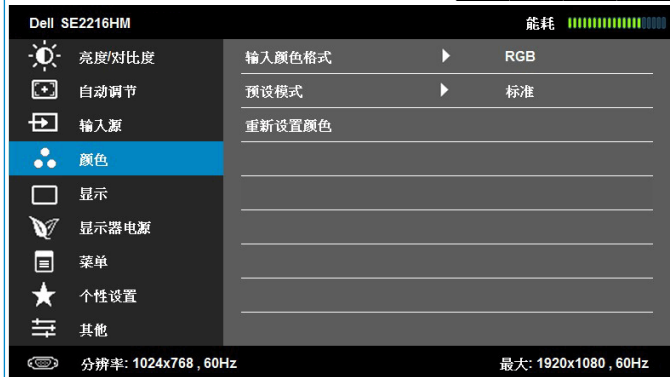 Dell SE2216HM 能耗
亮度/对比度 输入颜色格式 RGB
自动调节 预设模式 标准
输入源 重新设置颜色
颜色
显示
显示器电源
菜单
个性设置
其他
分辨率: 1024x768 , 60Hz 最大: 1920x1080 , 60Hz